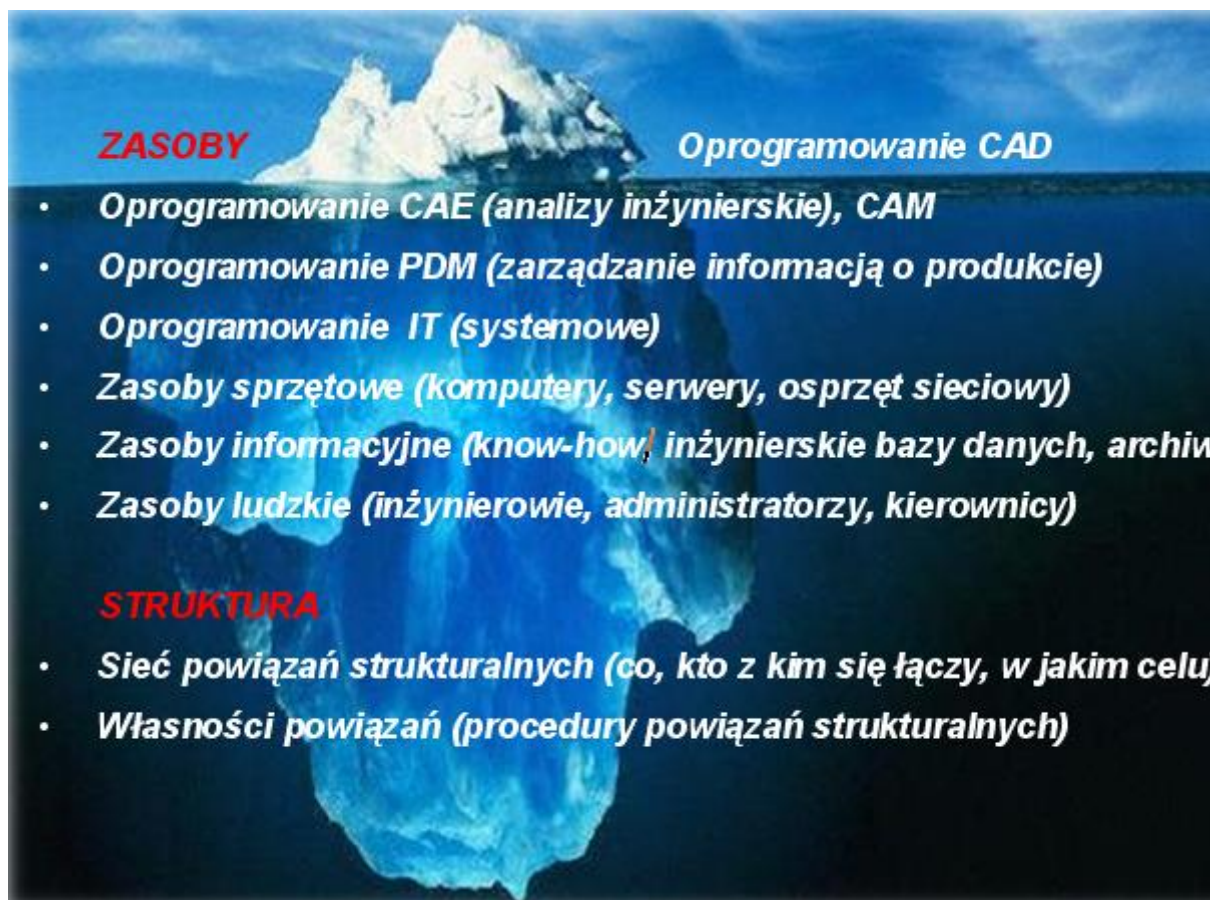 ZASOBY Oprogramowanie CAD
• Oprogramowanie CAE (analizy inżynierskie), CAM
• Oprogramowanie PDM (zarządzanie informacją o produkcie)
• Oprogramowanie IT (systemowe)
• Zasoby sprzętowe (komputery, serwery, osprzęt sieciowy)
• Zasoby informacyjne (know-how, inżynierskie bazy danych, archiw
• Zasoby ludzkie (inżynierowie, administratorzy, kierownicy)
STRUKTURA
• Sieć powiązań strukturalnych (co, kto z kim się łączy, w jakim celu)
• Własności powiązań (procedury powiązań strukturalnych)